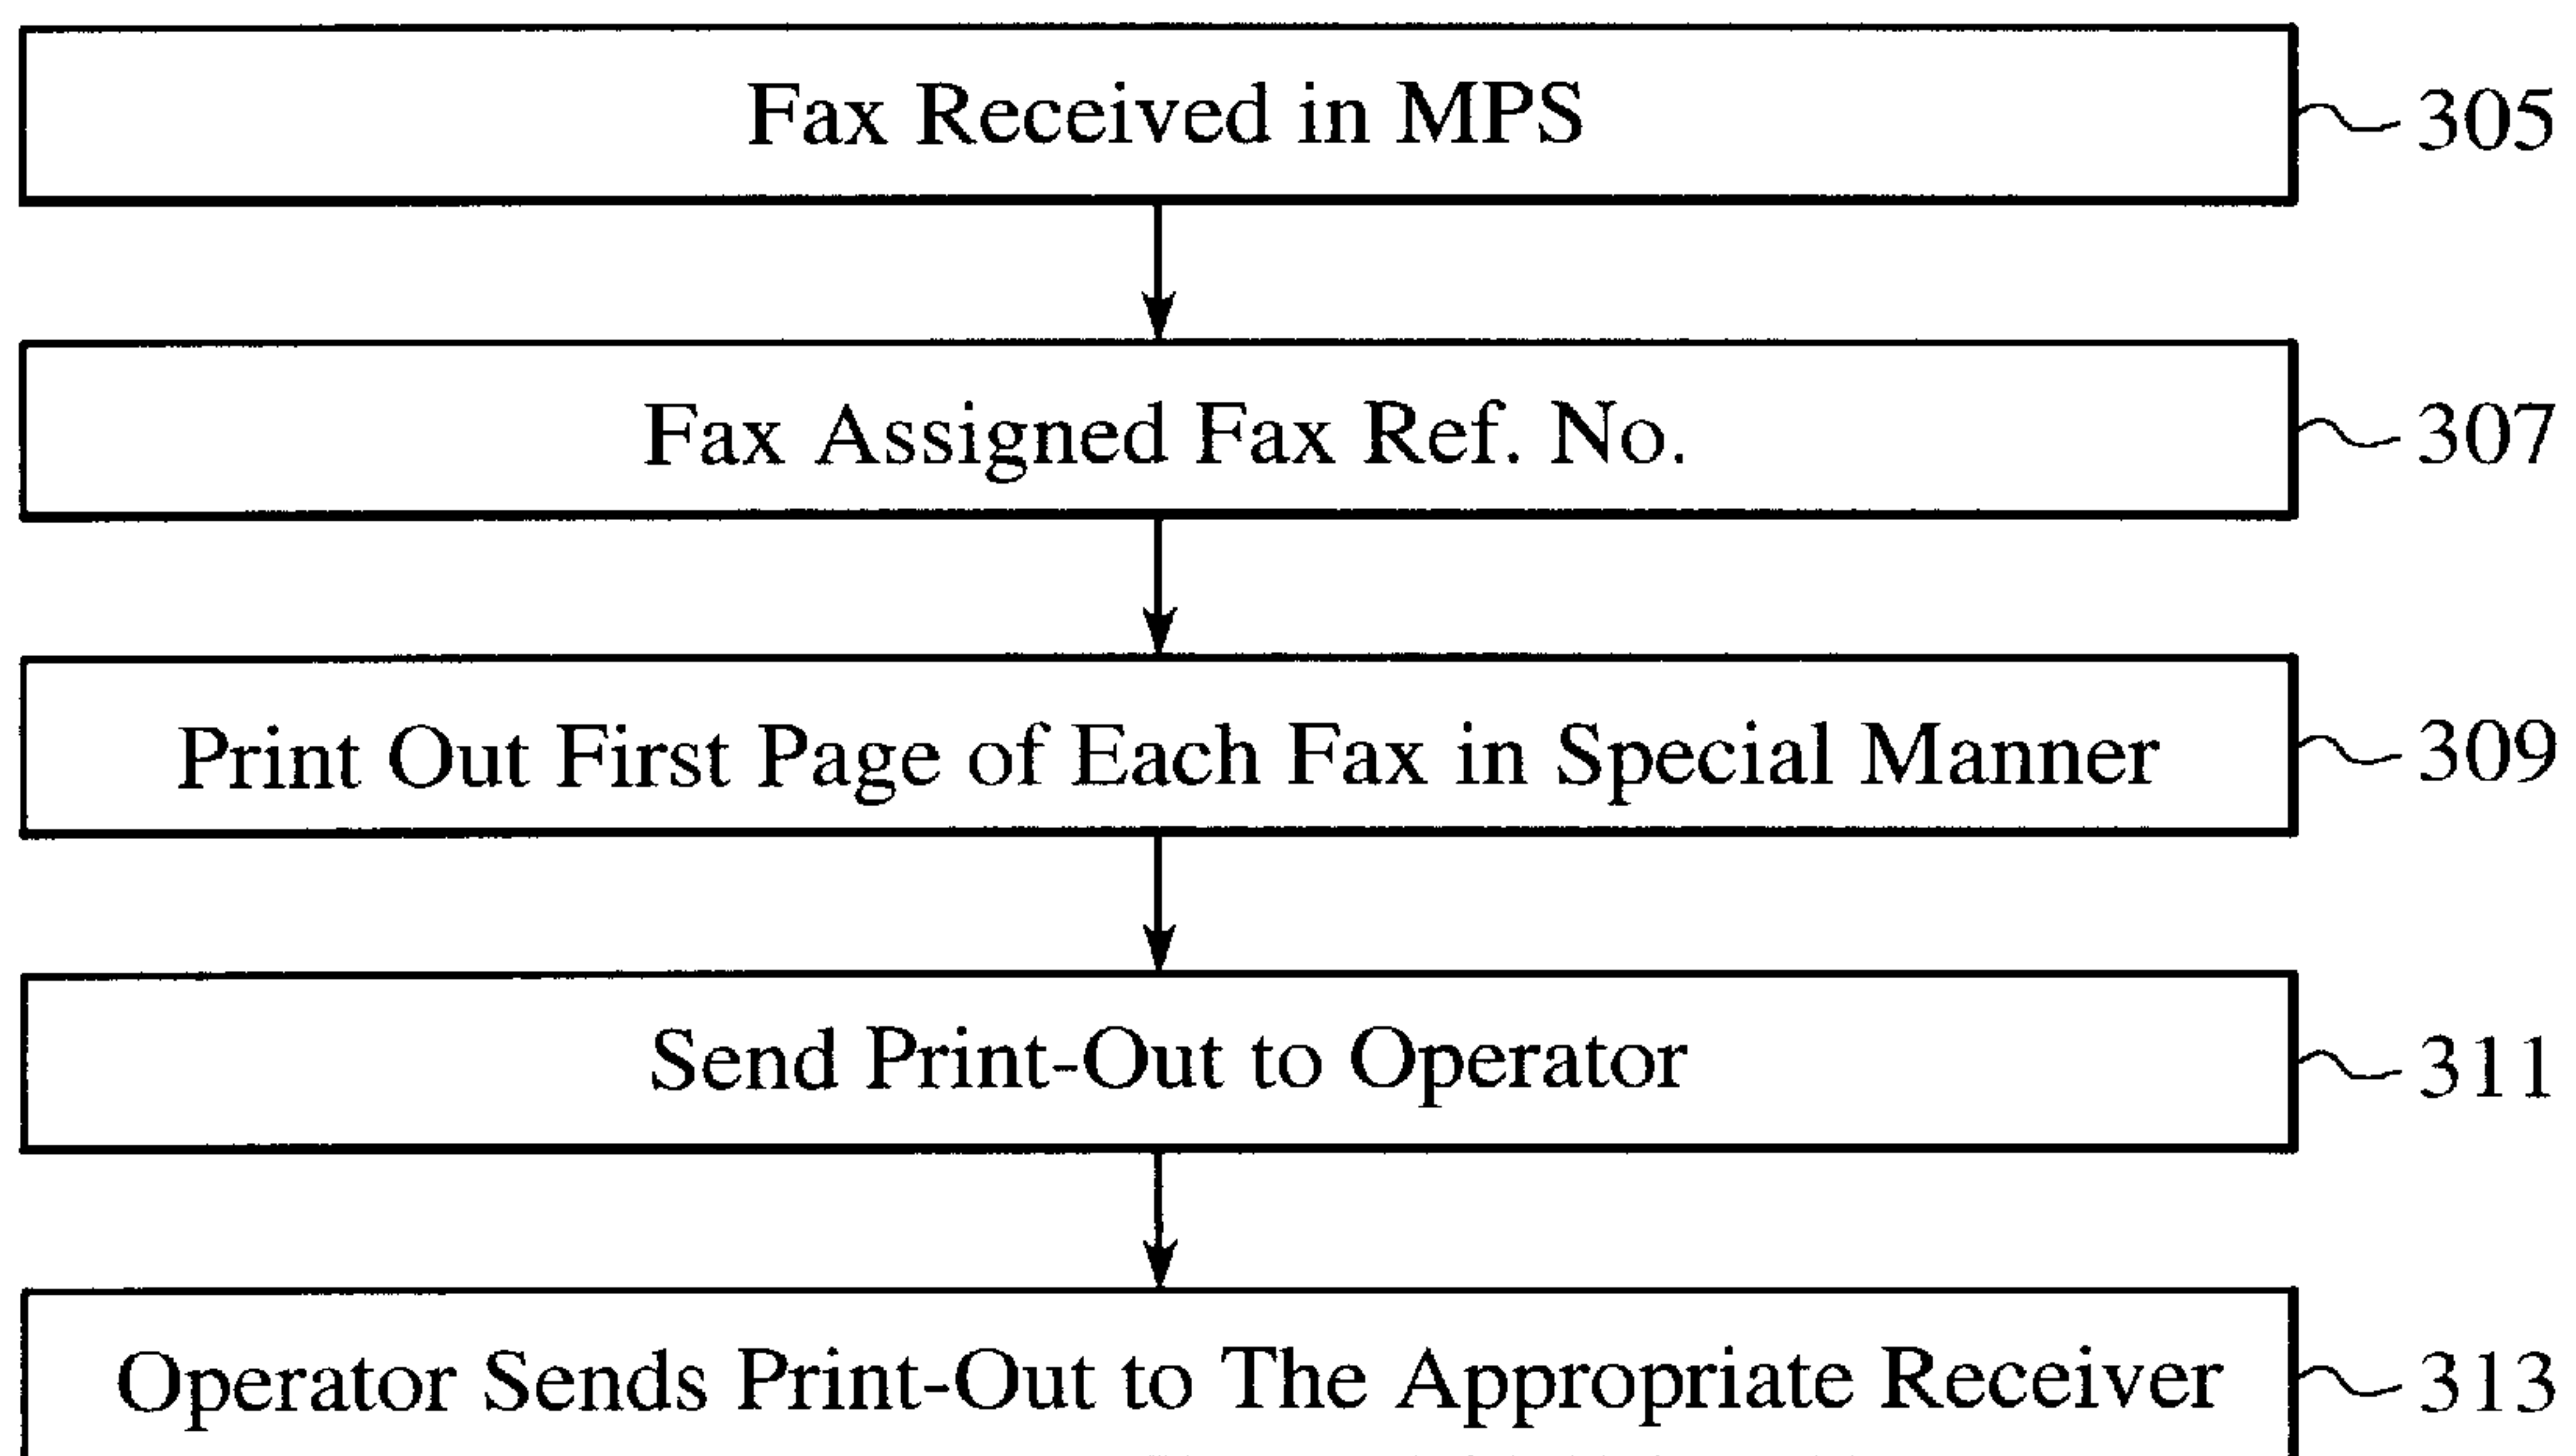 Fax Received in MPS 305
Fax Assigned Fax Ref. No. 307
Print Out First Page of Each Fax in Special Manner 309
Send Print-Out to Operator 311
Operator Sends Print-Out to The Appropriate Receiver 313